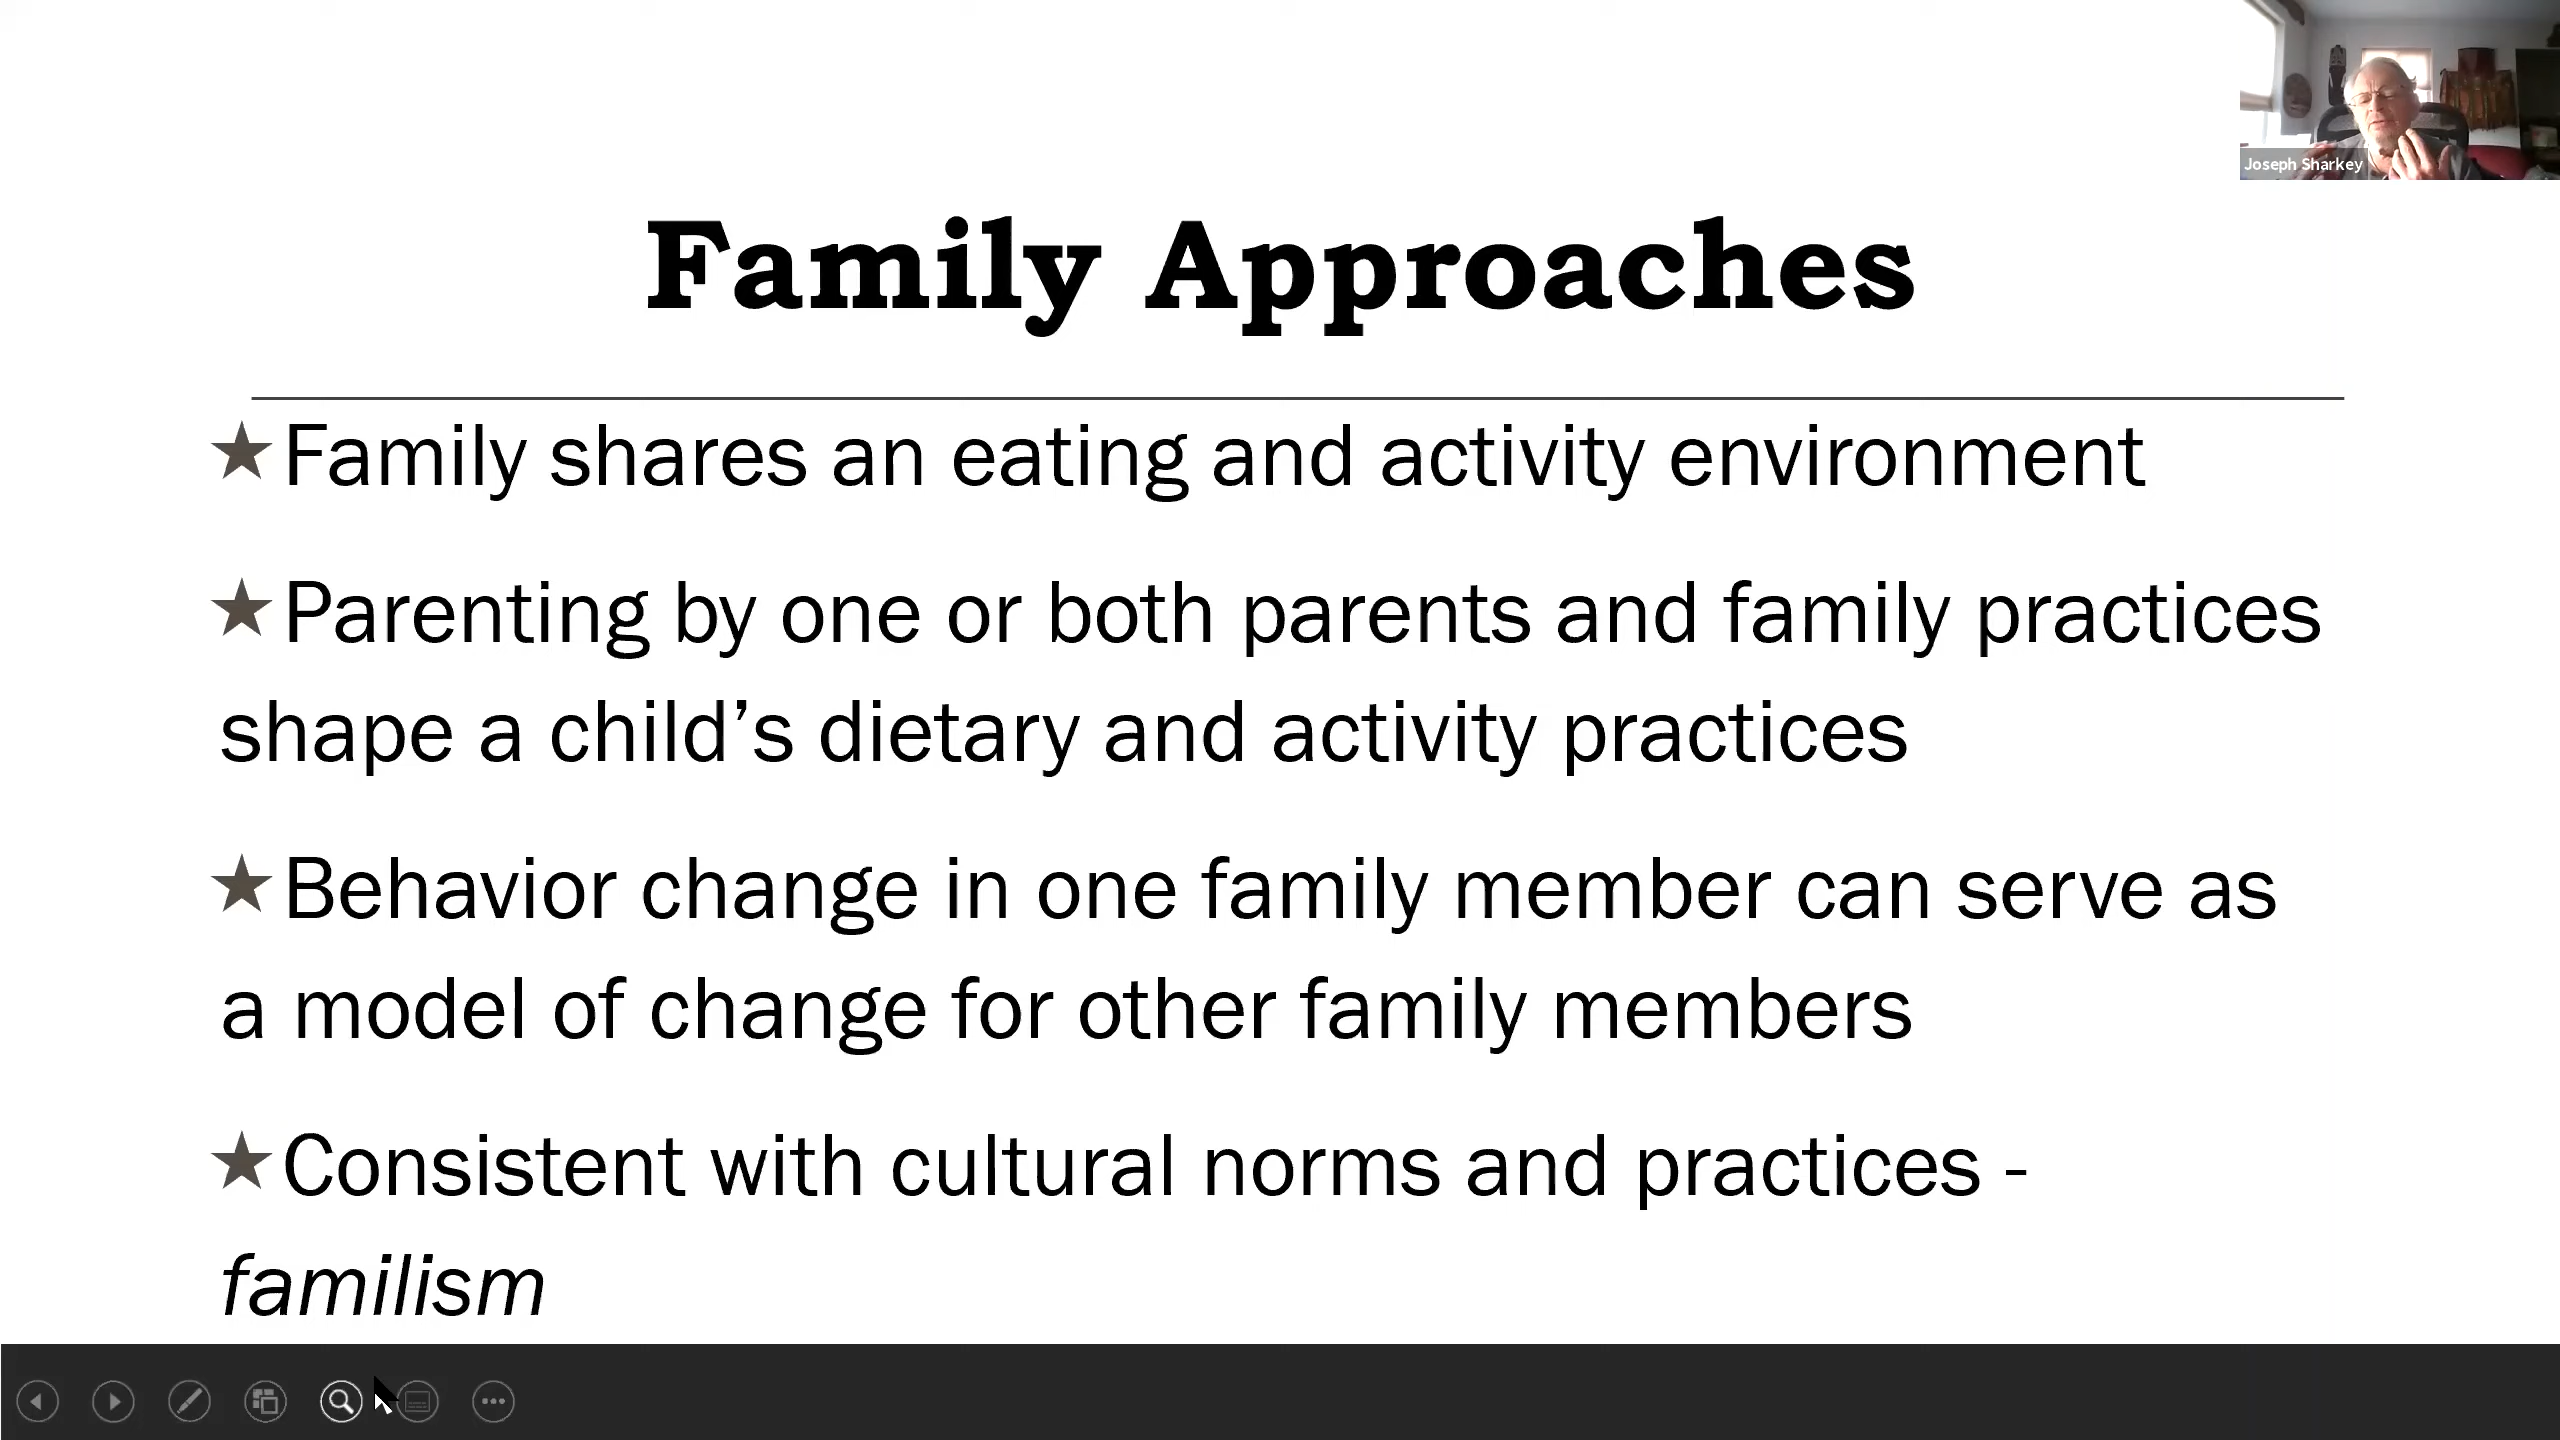 Joseph Sharkey
Family Approaches
★Family shares an eating and activity environment
★Parenting by one or both parents and family practices
shape a child’s dietary and activity practices
★Behavior change in one family member can serve as
a model of change for other family members
★Consistent with cultural norms and practices -
familism